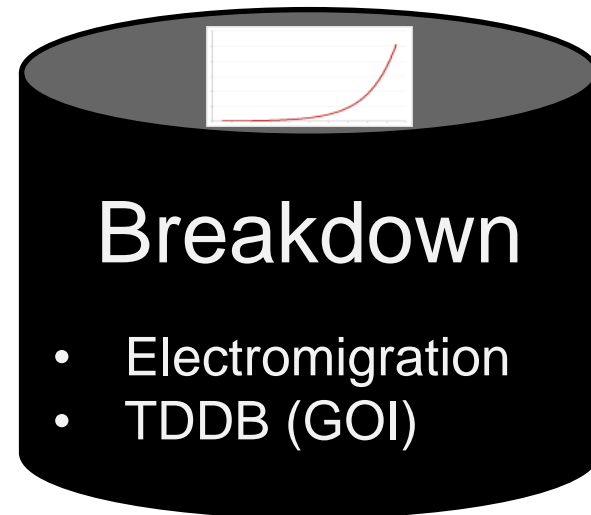 Breakdown
• Electromigration
• TDDB (GOI)